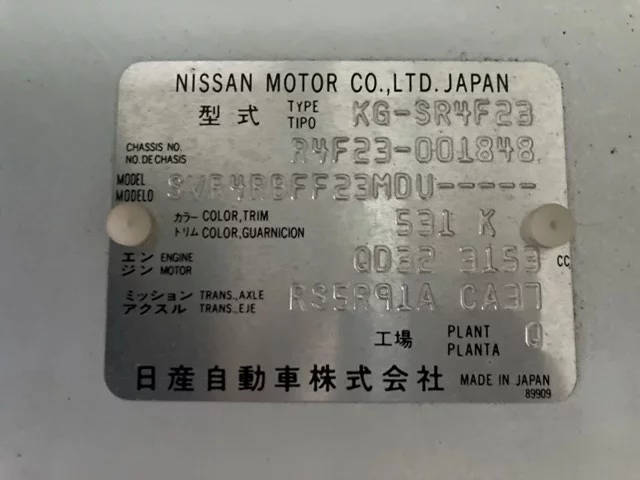 NISSAN MOTOR CO.,LTD. JAPAN
型式 TYPE TIPO KG-SR4F23
CHASSIS NO. NO. DE CHASIS R4F23-001848
MODEL MODELO FF23MDU-----
カラー COLOR,TRIM トリム COLOR,GUARNICION 531 K
エンジン ENGINE MOTOR QD32 3153 CC
ミッション TRANS.,AXLE アクスル TRANS.,EJE RS5R91A CA37
工場 PLANT PLANTA Q
日産自動車株式会社 MADE IN JAPAN
89909